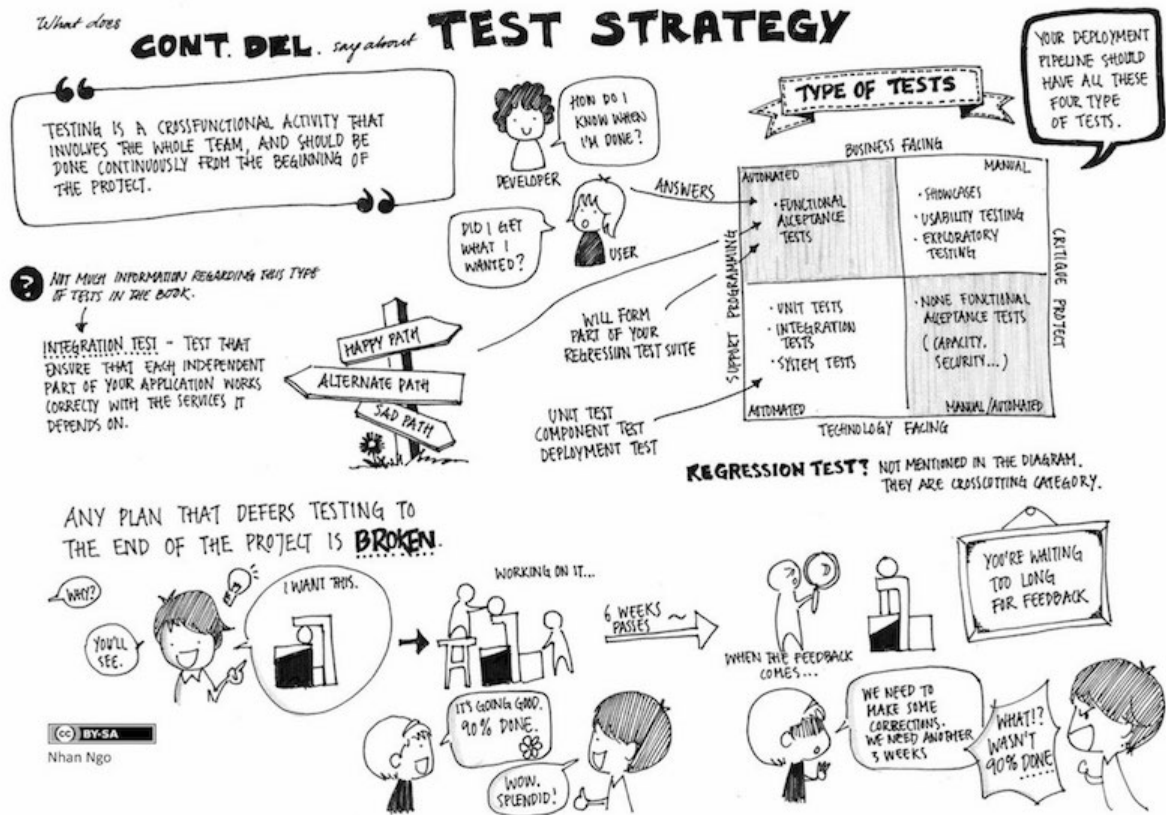 What does
CONT. DEL. say about TEST STRATEGY
TESTING IS A CROSSFUNCTIONAL ACTIVITY THAT
INVOLVES THE WHOLE TEAM, AND SHOULD BE
DONE CONTINUOUSLY FROM THE BEGINNING OF
THE PROJECT.
HOW DO I
KNOW WHEN
I'M DONE?
DEVELOPER
DID I GET
WHAT I
WANTED?
USER
ANSWERS
TYPE OF TESTS
YOUR DEPLOYMENT
PIPELINE SHOULD
HAVE ALL THESE
FOUR TYPE
OF TESTS.
BUSINESS FACING
AUTOMATED
• FUNCTIONAL
ACCEPTANCE
TESTS
MANUAL
• SHOWCASES
• USABILITY TESTING
• EXPLORATORY
TESTING
SUPPORT PROGRAMMING
CRITIQUE PROJECT
• UNIT TESTS
• INTEGRATION
TESTS
• SYSTEM TESTS
AUTOMATED
• NONE FUNCTIONAL
ACEPTANCE TESTS
(CAPACITY,
SECURITY...)
MANUAL/AUTOMATED
TECHNOLOGY FACING
? NOT MUCH INFORMATION REGARDING THIS TYPE
OF TESTS IN THE BOOK.
INTEGRATION TEST - TEST THAT
ENSURE THAT EACH INDEPENDENT
PART OF YOUR APPLICATION WORKS
CORRECTLY WITH THE SERVICES IT
DEPENDS ON.
HAPPY PATH
ALTERNATE PATH
SAD PATH
WILL FORM
PART OF YOUR
REGRESSION TEST SUITE
UNIT TEST
COMPONENT TEST
DEPLOYMENT TEST
REGRESSION TEST? NOT MENTIONED IN THE DIAGRAM.
THEY ARE CROSSCUTTING CATEGORY.
ANY PLAN THAT DEFERS TESTING TO
THE END OF THE PROJECT IS BROKEN.
WHY?
YOU'LL
SEE.
I WANT THIS.
WORKING ON IT...
IT'S GOING GOOD.
90% DONE.
WOW.
SPLENDID!
6 WEEKS
PASSES ~
WHEN THE FEEDBACK
COMES...
YOU'RE WAITING
TOO LONG
FOR FEEDBACK
WE NEED TO
MAKE SOME
CORRECTIONS.
WE NEED ANOTHER
3 WEEKS
WHAT!?
WASN'T
90% DONE
CC BY-SA
Nhan Ngo